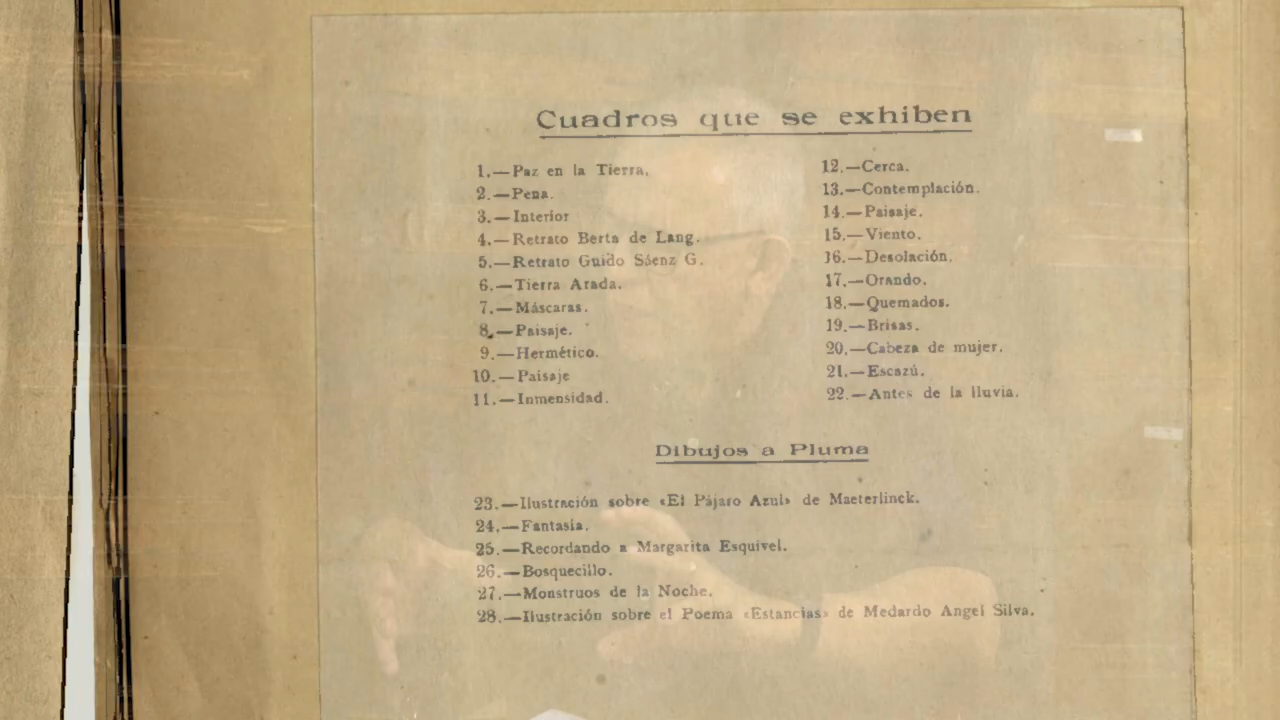 Cuadros que se exhiben
1.—Paz en la Tierra.
2.—Pena.
3.—Interior
4.—Retrato Berta de Lang.
5.—Retrato Guido Sáenz G.
6.—Tierra Arada.
7.—Máscaras.
8.—Paisaje.
9.—Hermético.
10.—Paisaje
11.—Inmensidad.
12.—Cerca.
13.—Contemplación.
14.—Paisaje.
15.—Viento.
16.—Desolación.
17.—Orando.
18.—Quemados.
19.—Brisas.
20.—Cabeza de mujer.
21.—Escazú.
22.—Antes de la lluvia.
Dibujos a Pluma
23.—Ilustración sobre «El Pájaro Azul» de Maeterlinck.
24.—Fantasía.
25.—Recordando a Margarita Esquivel.
26.—Bosquecillo.
27.—Monstruos de la Noche.
28.—Ilustración sobre el Poema «Estancias» de Medardo Angel Silva.